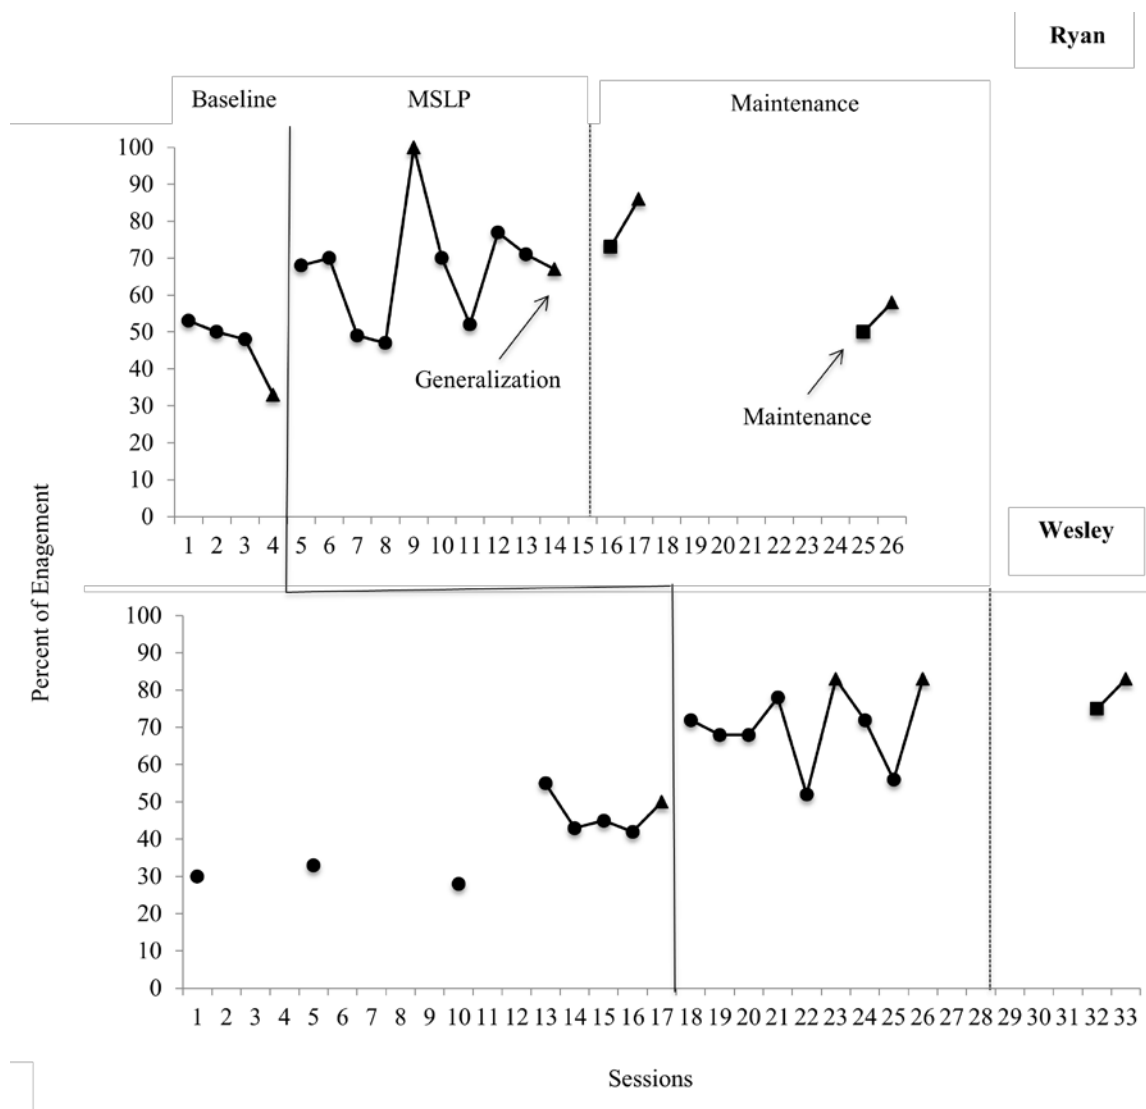 Ryan
Baseline MSLP Maintenance
100
90
80
70
60
50
40
30
20
10
0
Generalization
Maintenance
1 2 3 4 5 6 7 8 9 10 11 12 13 14 15 16 17 18 19 20 21 22 23 24 25 26
Percent of Enagement
Wesley
100
90
80
70
60
50
40
30
20
10
0
1 2 3 4 5 6 7 8 9 10 11 12 13 14 15 16 17 18 19 20 21 22 23 24 25 26 27 28 29 30 31 32 33
Sessions